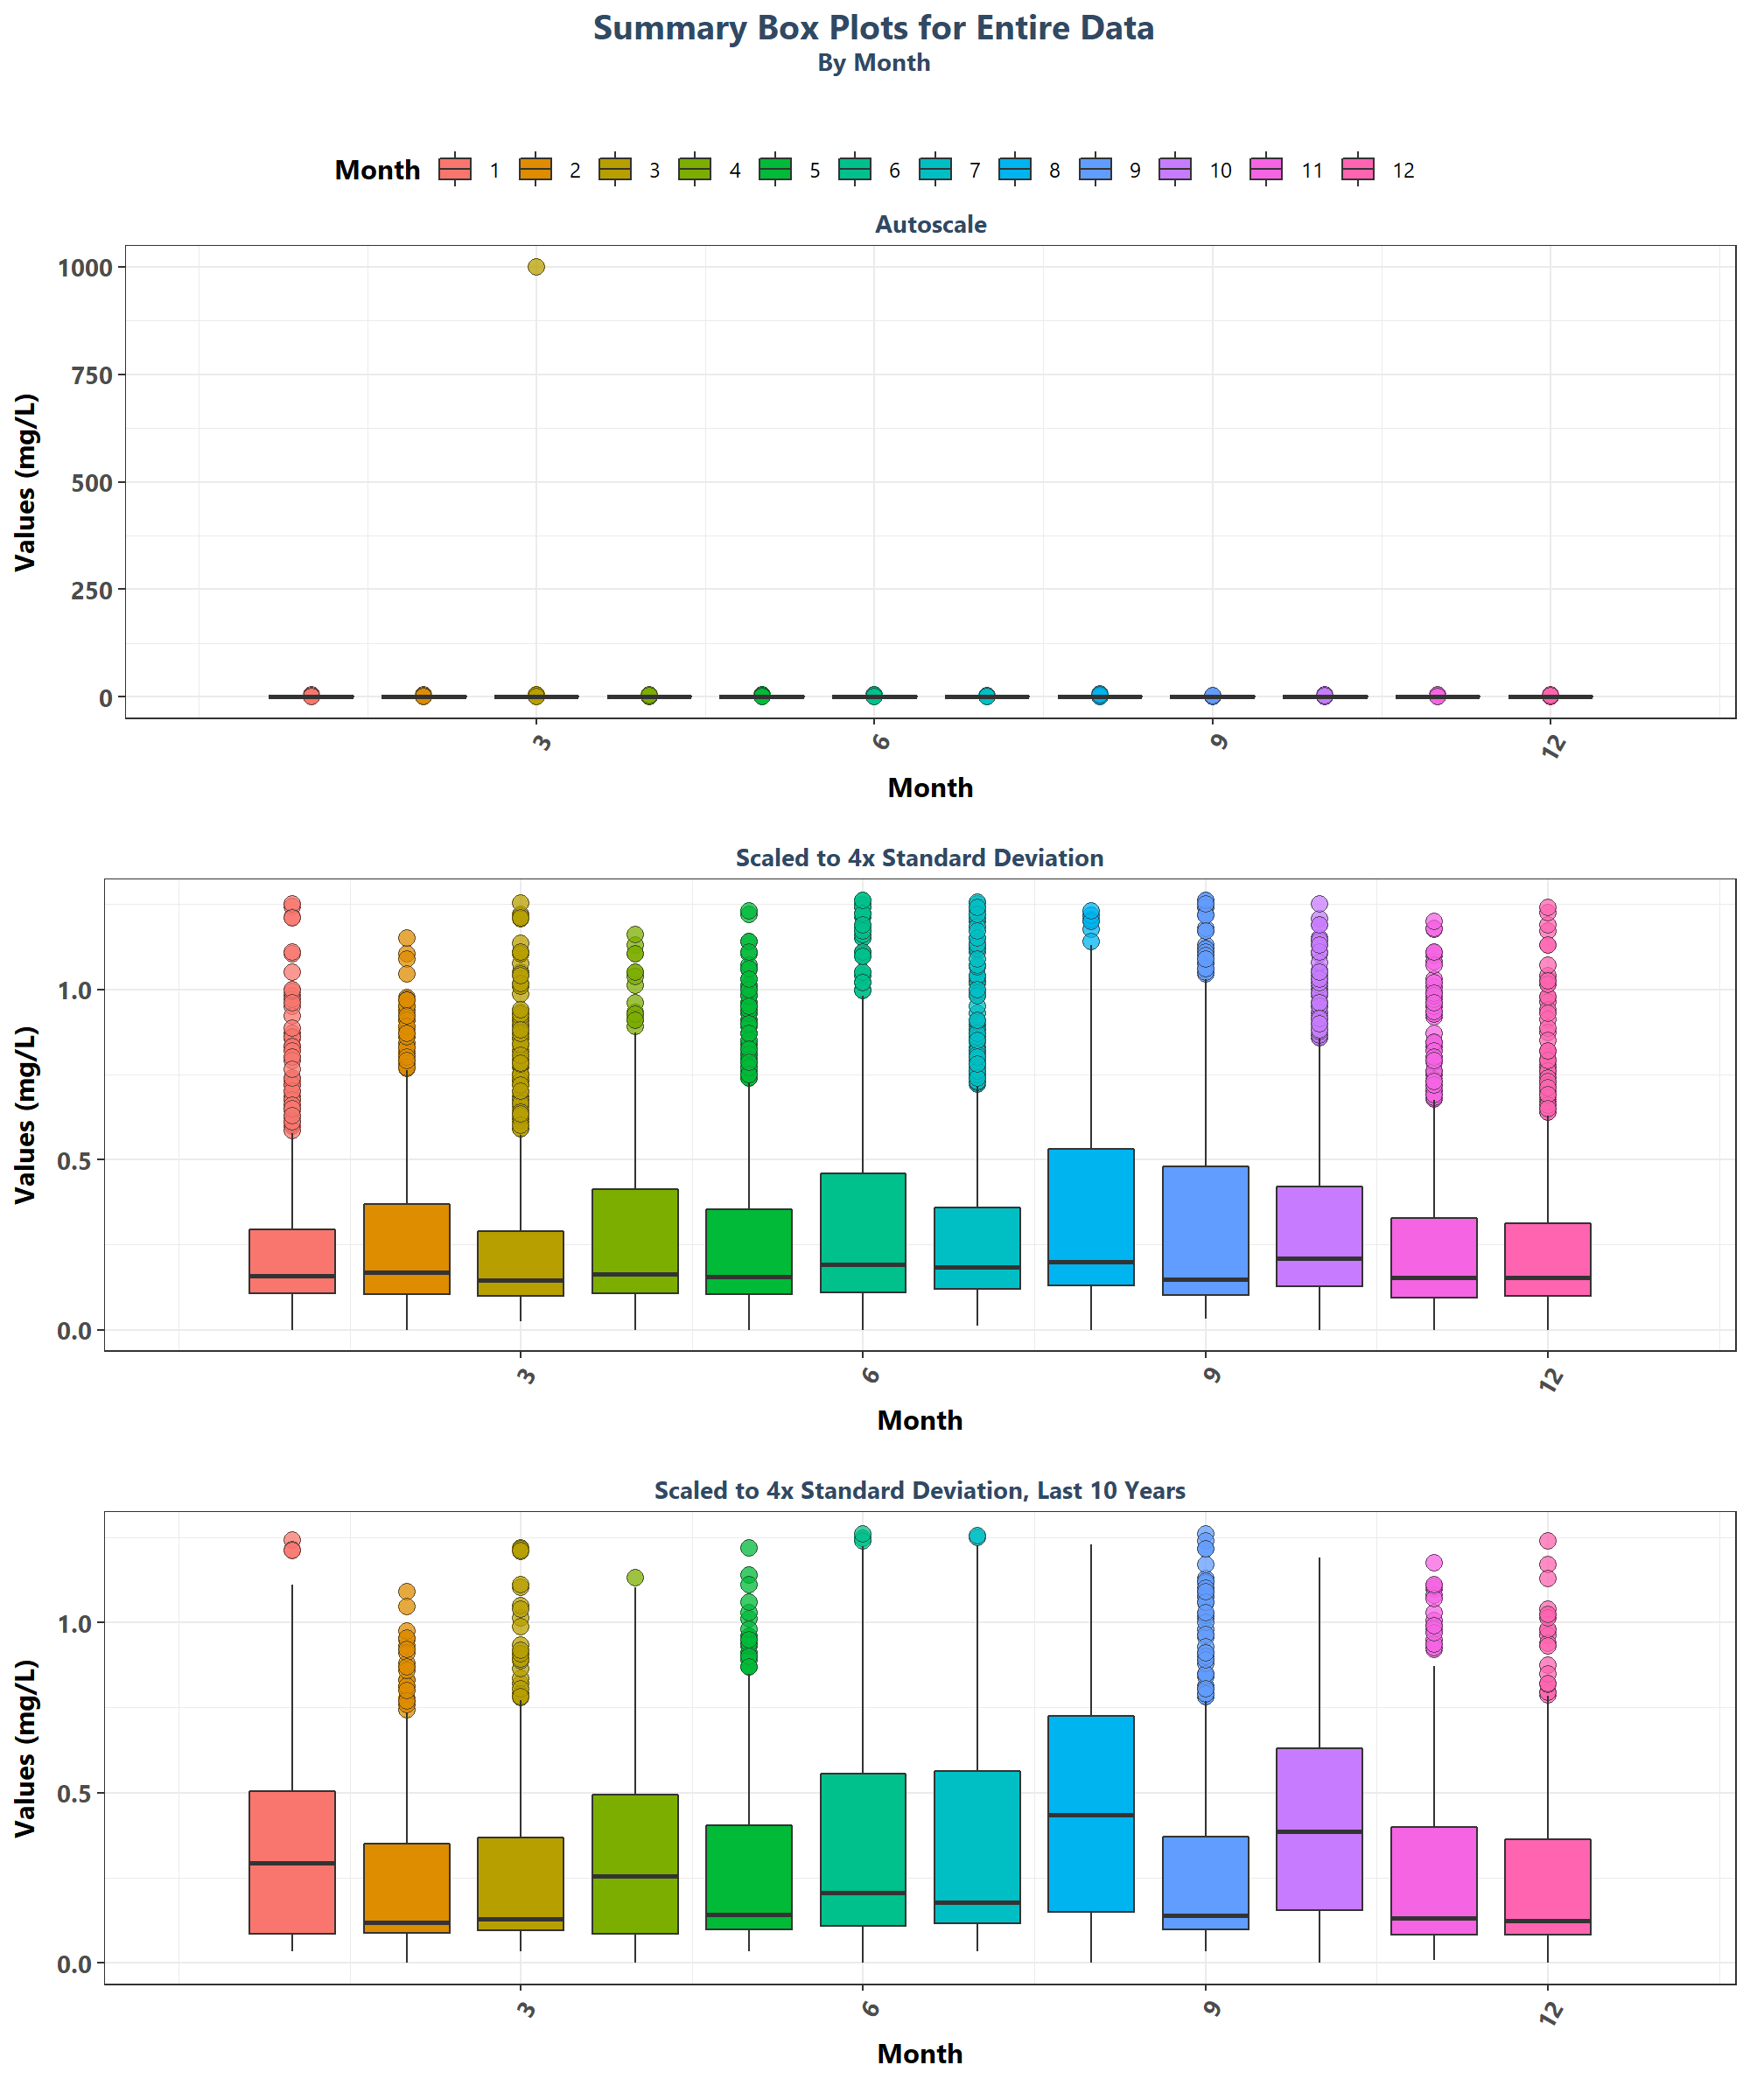 Summary Box Plots for Entire Data
By Month
Month 1 2 3 4 5 6 7 8 9 10 11 12
Autoscale
Values (mg/L)
1000
750
500
250
0
3 6 9 12
Month
Scaled to 4x Standard Deviation
Values (mg/L)
1.0
0.5
0.0
3 6 9 12
Month
Scaled to 4x Standard Deviation, Last 10 Years
Values (mg/L)
1.0
0.5
0.0
3 6 9 12
Month